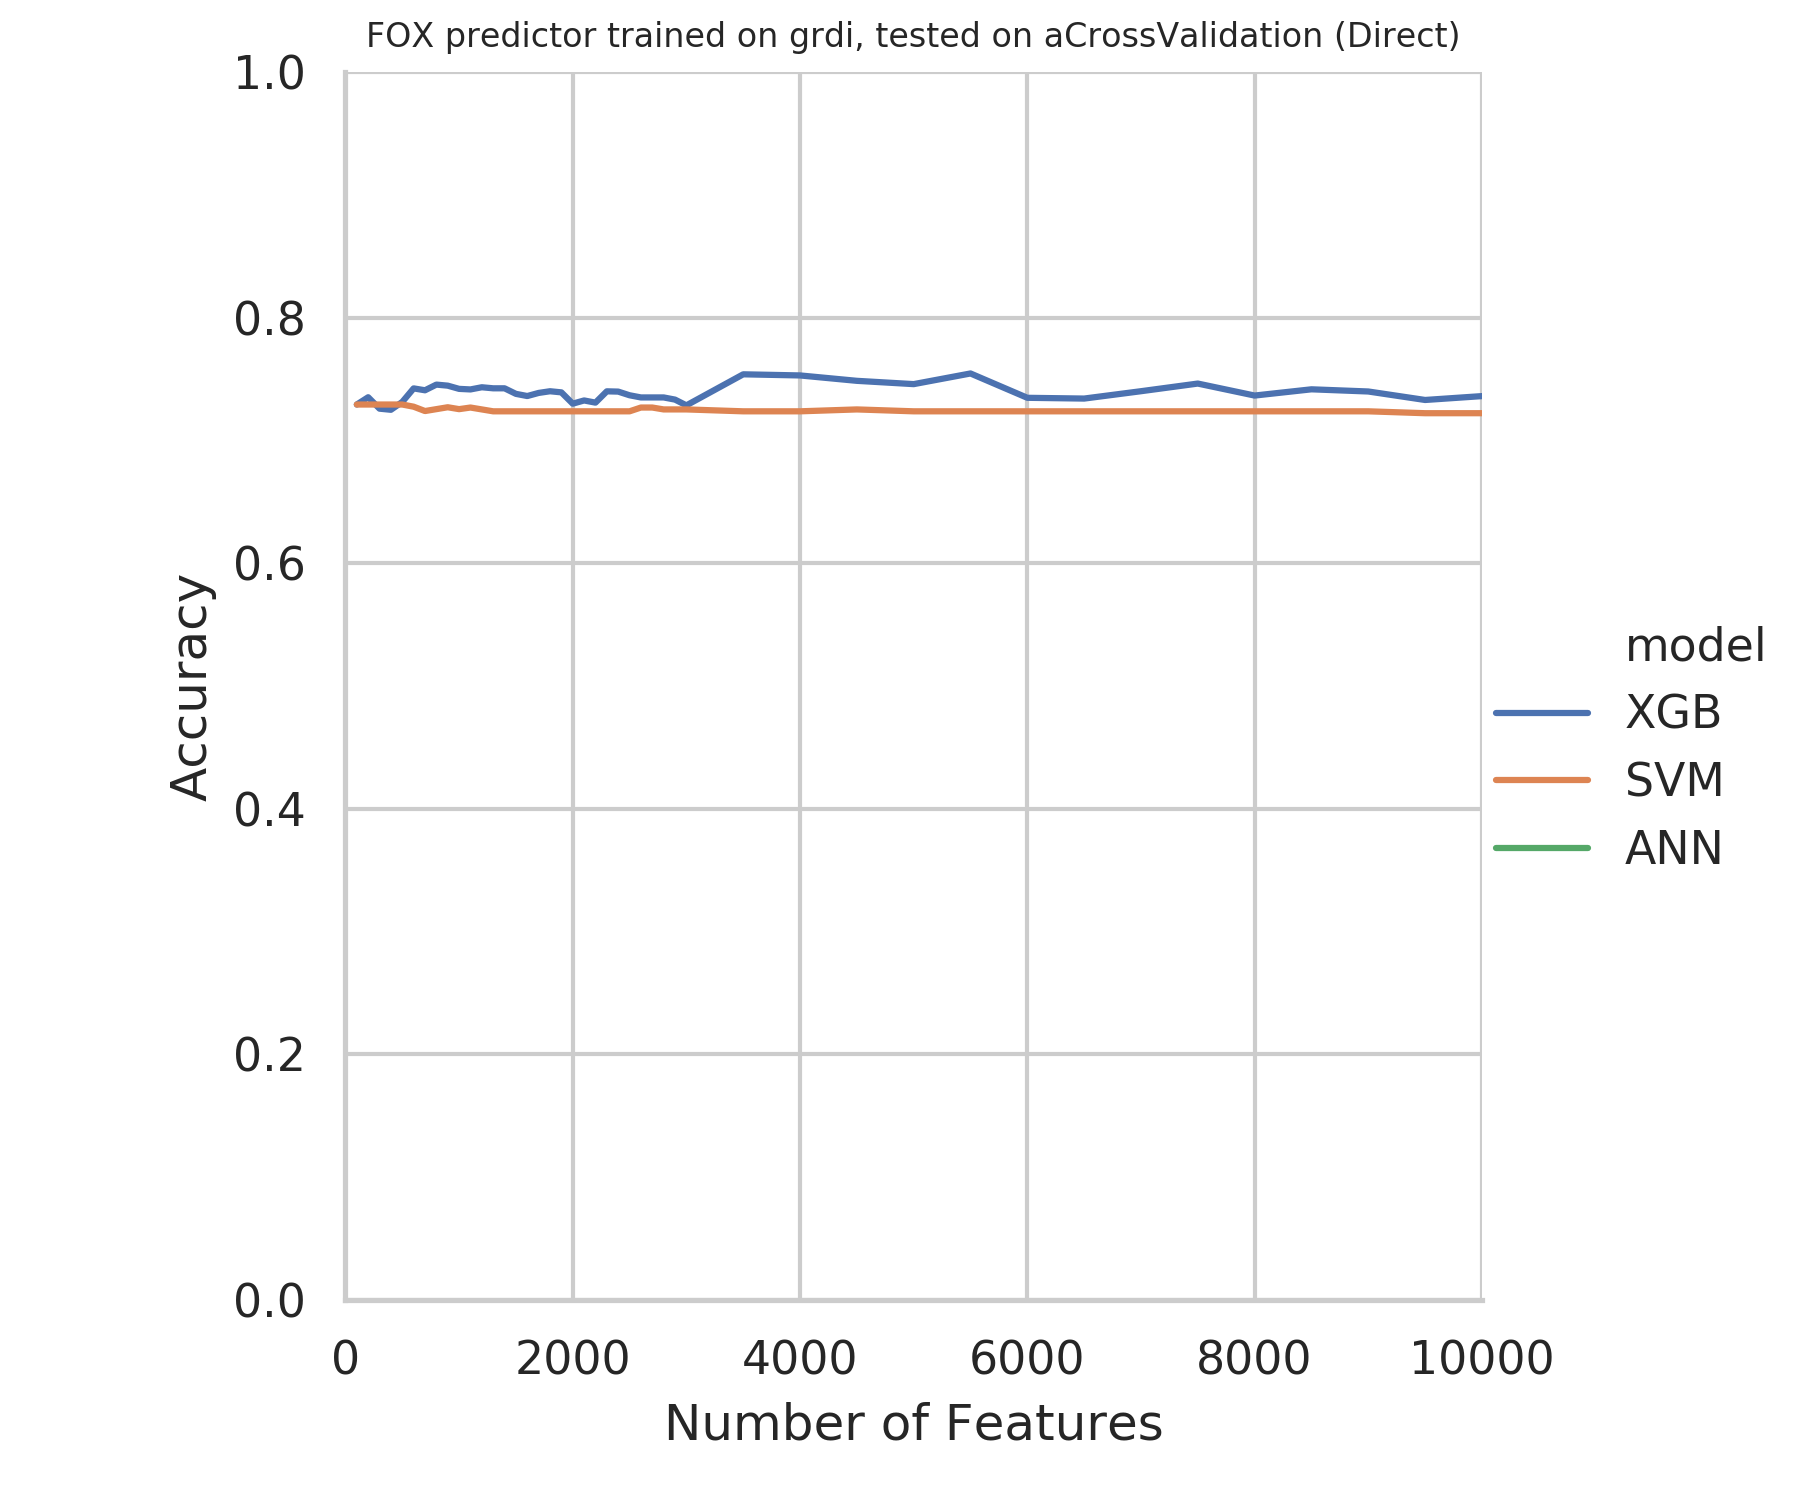 FOX predictor trained on grdi, tested on aCrossValidation (Direct)
1.0
0.8
0.6
0.4
0.2
0.0
Accuracy
0 2000 4000 6000 8000 10000
Number of Features
model
XGB
SVM
ANN